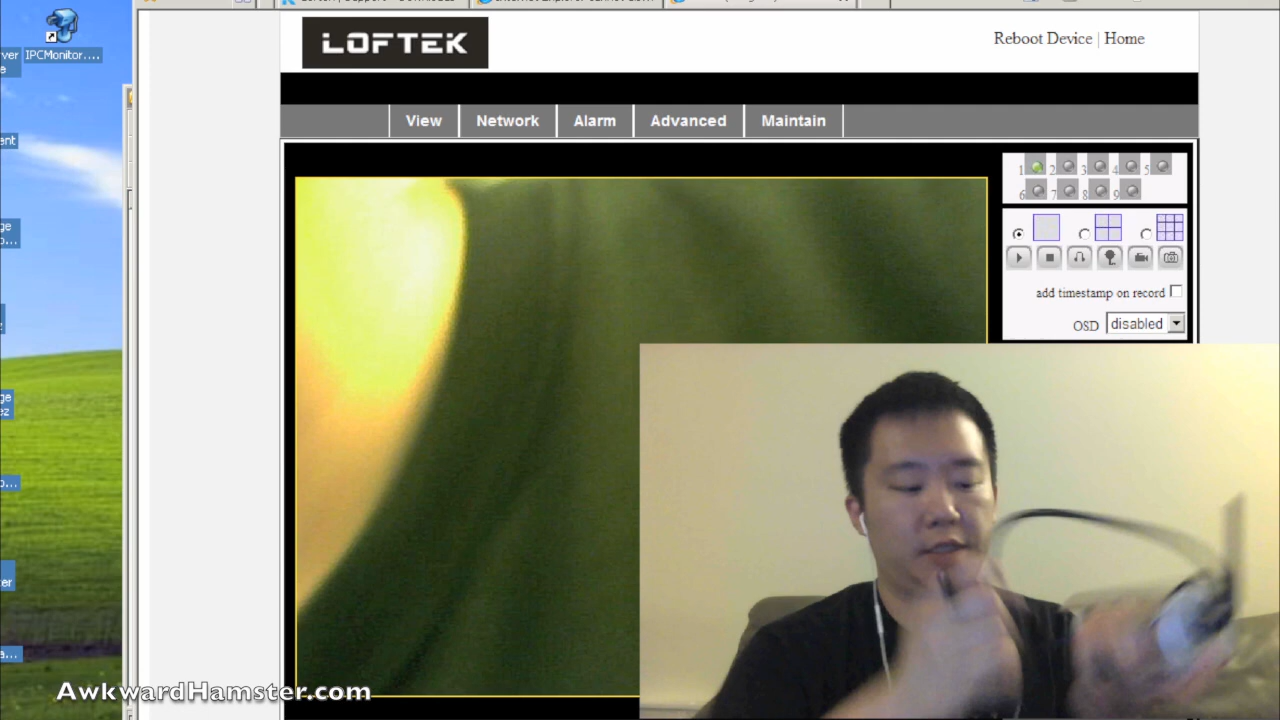 IPCMonitor....
LOFTEK
Reboot Device | Home
View Network Alarm Advanced Maintain
1 2 3 4 5
6 7 8 9
add timestamp on record
OSD disabled
AwkwardHamster.com